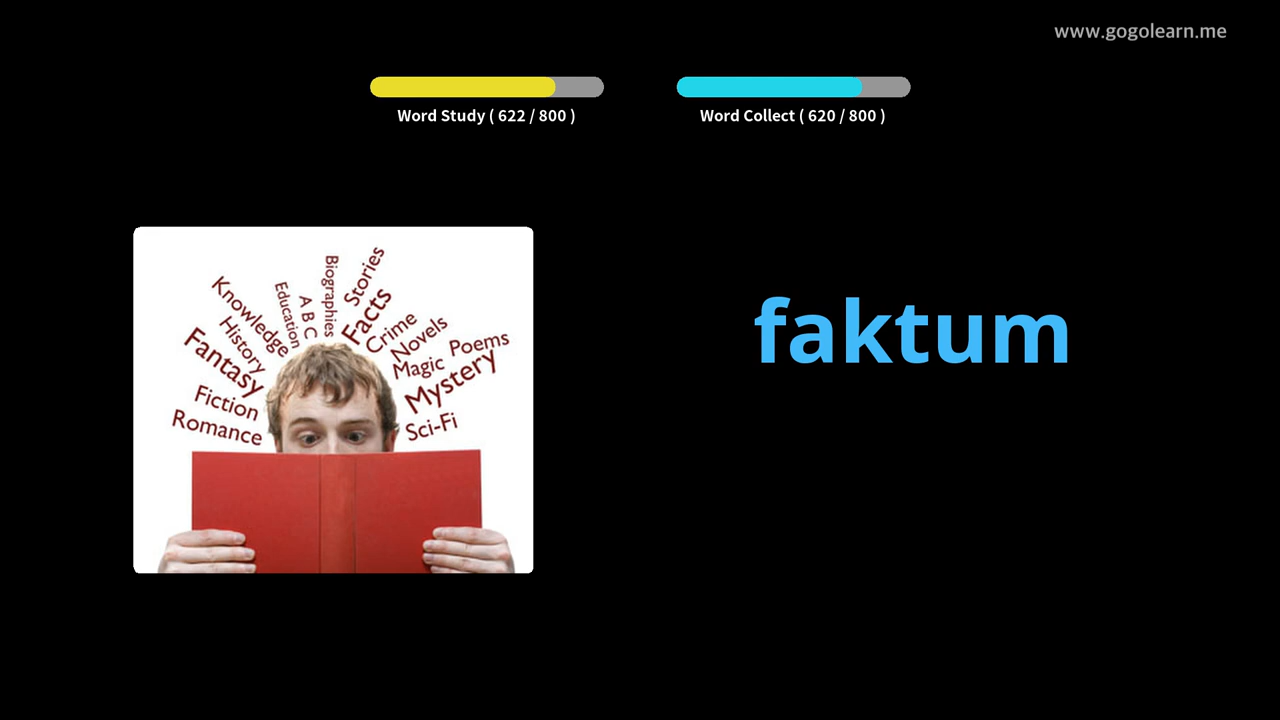 www.gogolearn.me
Word Study ( 622 / 800 )
Word Collect ( 620 / 800 )
Romance
Fiction
Fantasy
History
Knowledge
Education
A B C
Biographies
Stories
Facts
Crime
Novels
Magic
Poems
Mystery
Sci-Fi
faktum